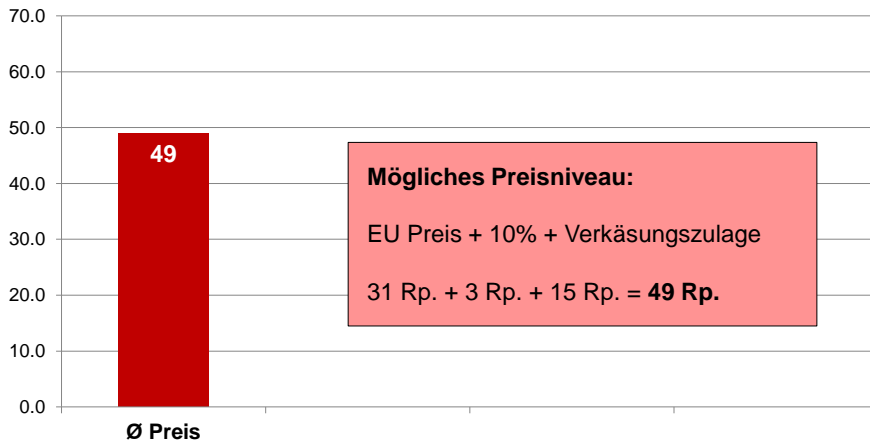 70.0
60.0
50.0
40.0
30.0
20.0
10.0
0.0
49
Mögliches Preisniveau:
EU Preis + 10% + Verkäsungszulage
31 Rp. + 3 Rp. + 15 Rp. = 49 Rp.
Ø Preis